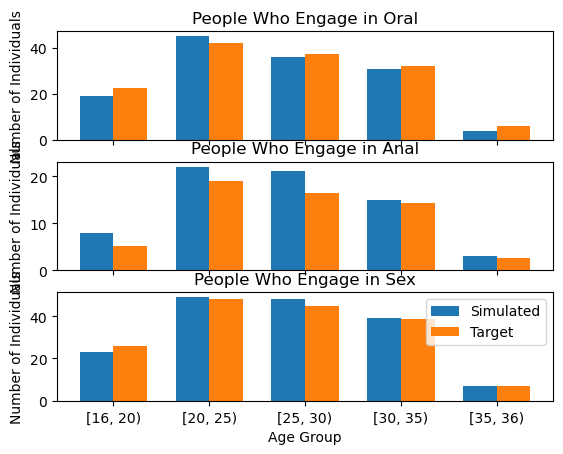 People Who Engage in Oral
Number of Individuals
40
20
0
People Who Engage in Anal
Number of Individuals
20
10
0
People Who Engage in Sex
Number of Individuals
40
20
0
Simulated
Target
[16, 20) [20, 25) [25, 30) [30, 35) [35, 36)
Age Group